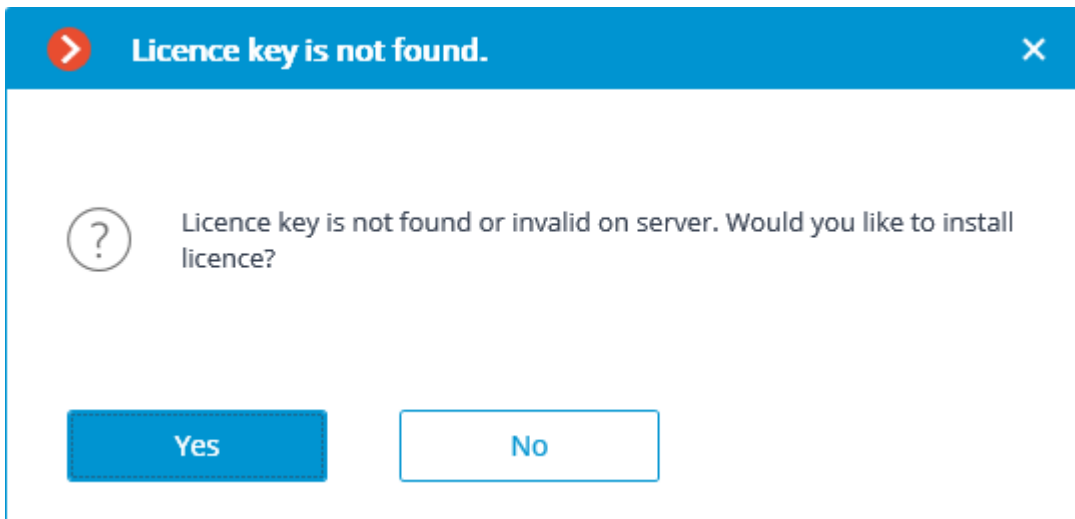 Licence key is not found.
Licence key is not found or invalid on server. Would you like to install
licence?
Yes
No